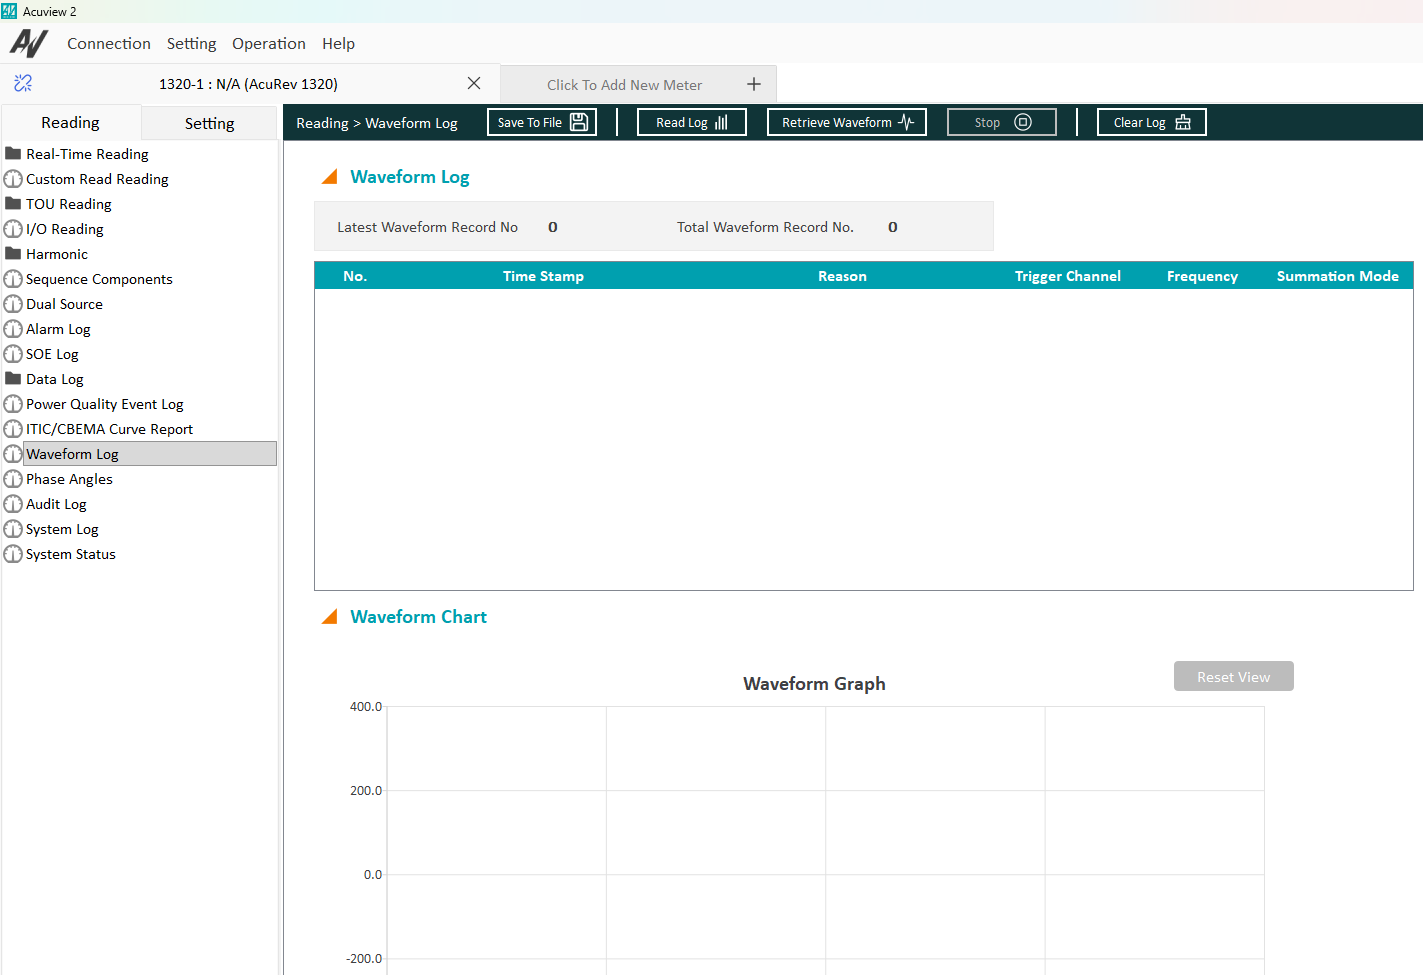 Acuview 2
Connection Setting Operation Help
1320-1 : N/A (AcuRev 1320) Click To Add New Meter
Reading Setting
Reading > Waveform Log Save To File Read Log Retrieve Waveform Stop Clear Log
Real-Time Reading
Custom Read Reading
TOU Reading
I/O Reading
Harmonic
Sequence Components
Dual Source
Alarm Log
SOE Log
Data Log
Power Quality Event Log
ITIC/CBEMA Curve Report
Waveform Log
Phase Angles
Audit Log
System Log
System Status
Waveform Log
Latest Waveform Record No 0 Total Waveform Record No. 0
No. Time Stamp Reason Trigger Channel Frequency Summation Mode
Waveform Chart
Reset View
Waveform Graph
400.0
200.0
0.0
-200.0